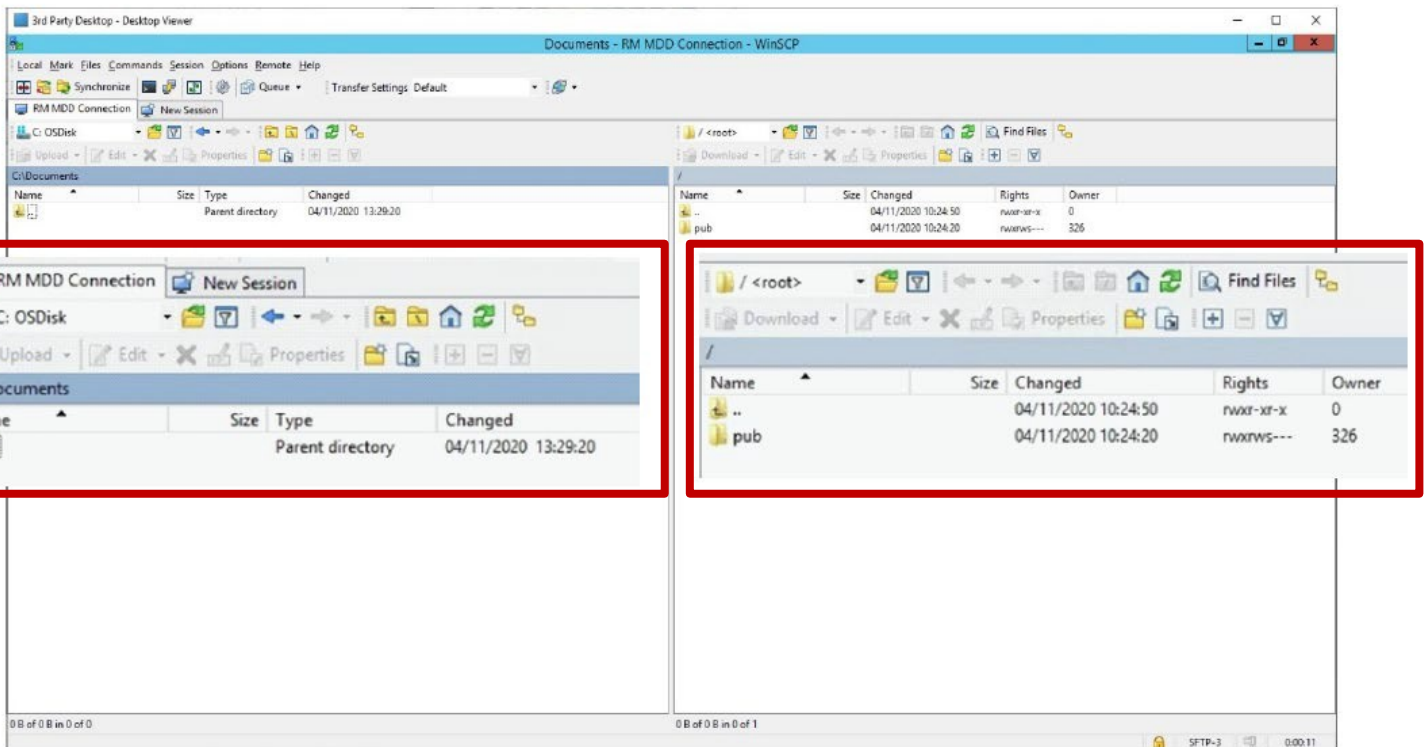 3rd Party Desktop - Desktop Viewer
Documents - RM MDD Connection - WinSCP
Local Mark Files Commands Session Options Remote Help
Synchronize Queue Transfer Settings Default
RM MDD Connection New Session
C: OSDisk
/ <root> Find Files
Upload Edit Properties
Download Edit Properties
C:\Documents
/
Name Size Type Changed
Name Size Changed Rights Owner
..
Parent directory 04/11/2020 13:29:20
.. 04/11/2020 10:24:50 rwxr-xr-x 0
pub 04/11/2020 10:24:20 rwxrws--- 326
RM MDD Connection New Session
C: OSDisk
Upload Edit Properties
ocuments
e Size Type Changed
Parent directory 04/11/2020 13:29:20
/ <root> Find Files
Download Edit Properties
/
Name Size Changed Rights Owner
.. 04/11/2020 10:24:50 rwxr-xr-x 0
pub 04/11/2020 10:24:20 rwxrws--- 326
0 B of 0 B in 0 of 0
0 B of 0 B in 0 of 1
SFTP-3 0:00:11